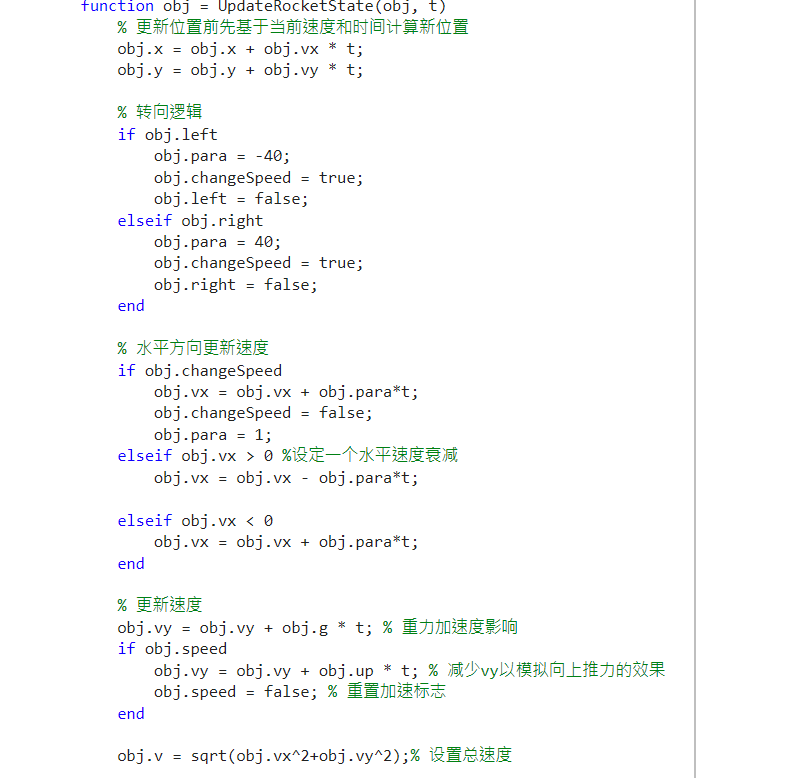 function obj = UpdateRocketState(obj, t)
% 更新位置前先基于当前速度和时间计算新位置
obj.x = obj.x + obj.vx * t;
obj.y = obj.y + obj.vy * t;
% 转向逻辑
if obj.left
obj.para = -40;
obj.changeSpeed = true;
obj.left = false;
elseif obj.right
obj.para = 40;
obj.changeSpeed = true;
obj.right = false;
end
% 水平方向更新速度
if obj.changeSpeed
obj.vx = obj.vx + obj.para*t;
obj.changeSpeed = false;
obj.para = 1;
elseif obj.vx > 0 %设定一个水平速度衰减
obj.vx = obj.vx - obj.para*t;
elseif obj.vx < 0
obj.vx = obj.vx + obj.para*t;
end
% 更新速度
obj.vy = obj.vy + obj.g * t; % 重力加速度影响
if obj.speed
obj.vy = obj.vy + obj.up * t; % 减少vy以模拟向上推力的效果
obj.speed = false; % 重置加速标志
end
obj.v = sqrt(obj.vx^2+obj.vy^2);% 设置总速度